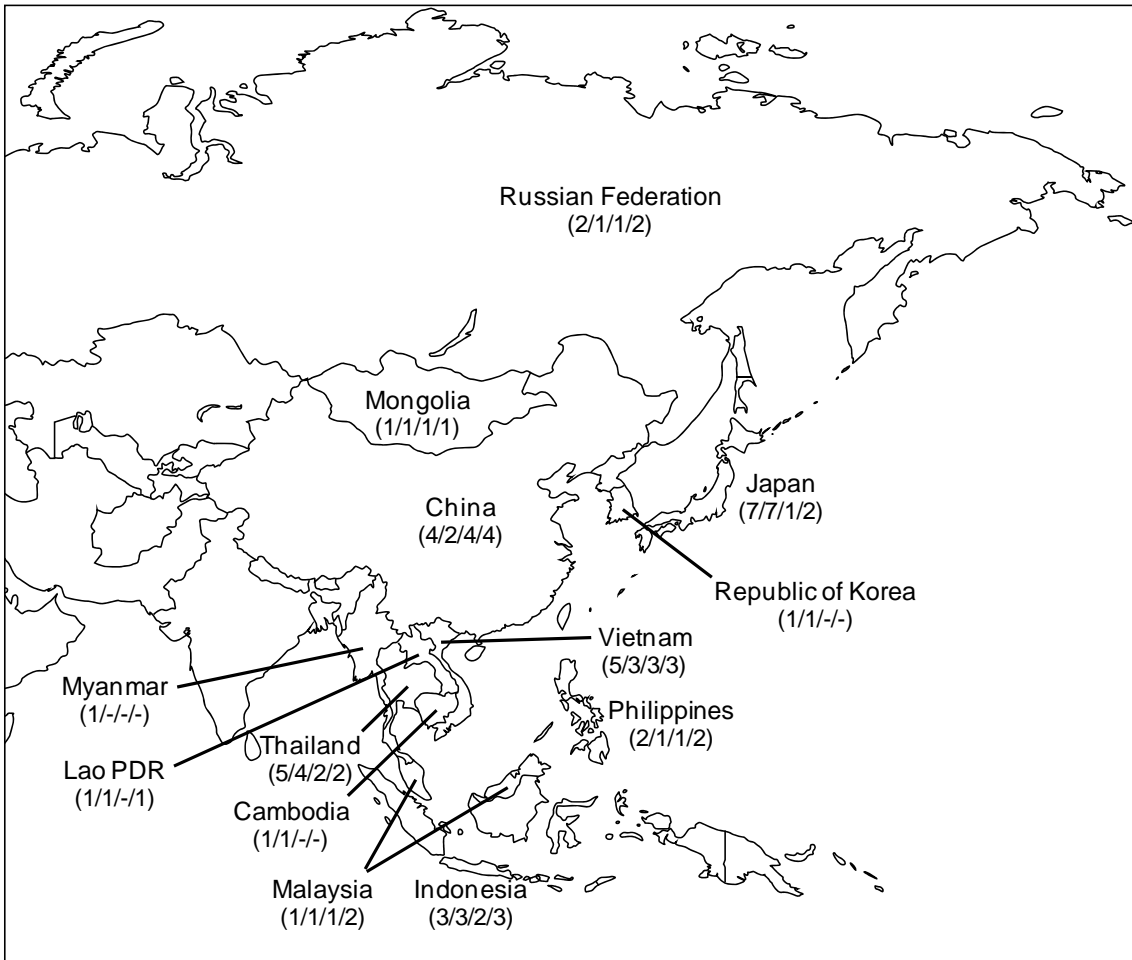 Russian Federation
(2/1/1/2)
Mongolia
(1/1/1/1)
China
(4/2/4/4)
Japan
(7/7/1/2)
Republic of Korea
(1/1/-/-)
Vietnam
(5/3/3/3)
Myanmar
(1/-/-/-)
Philippines
(2/1/1/2)
Thailand
(5/4/2/2)
Lao PDR
(1/1/-/1)
Cambodia
(1/1/-/-)
Malaysia
(1/1/1/2)
Indonesia
(3/3/2/3)